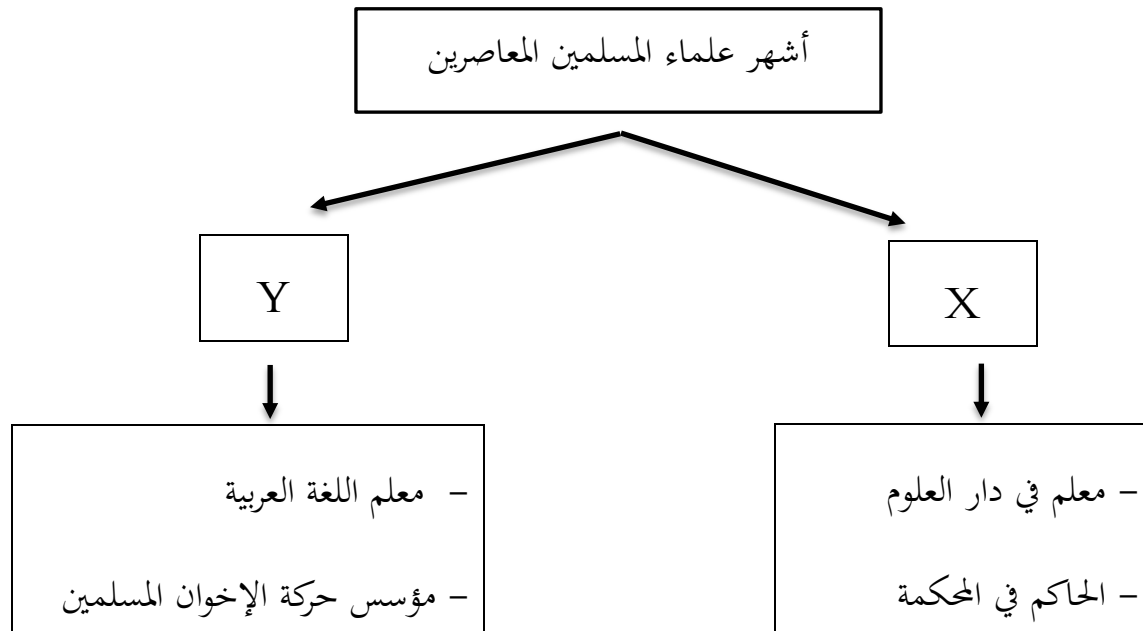 أشهر علماء المسلمين المعاصرين
X
Y
– معلم في دار العلوم
– الحاكم في المحكمة
– معلم اللغة العربية
– مؤسس حركة الإخوان المسلمين